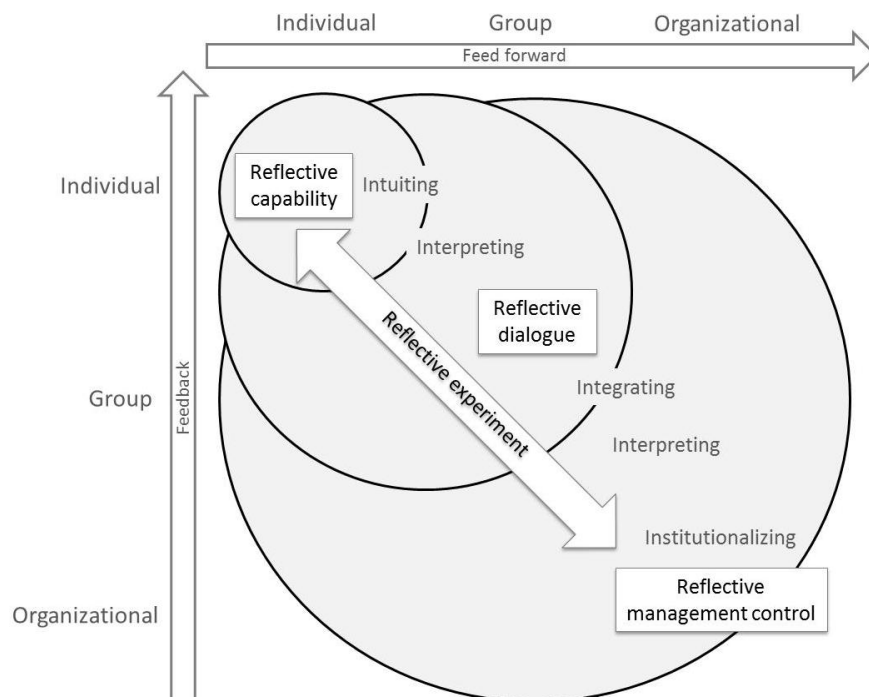 Individual
Group
Organizational
Feed forward
Individual
Reflective
capability
Intuiting
Interpreting
Reflective
dialogue
Reflective experiment
Feedback
Group
Integrating
Interpreting
Institutionalizing
Reflective
management control
Organizational